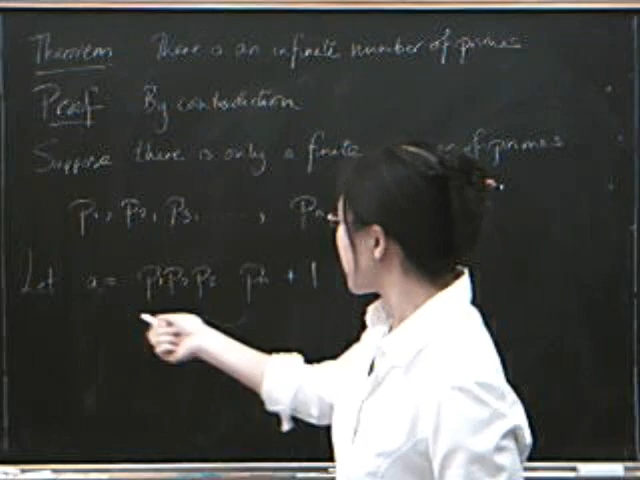 Theorem There is an infinite number of primes
Proof By contradiction
Suppose there is only a finite of primes
P₁, P₂, P₃, ....., Pₙ
Let a = P₁P₂P₃ Pₙ + 1